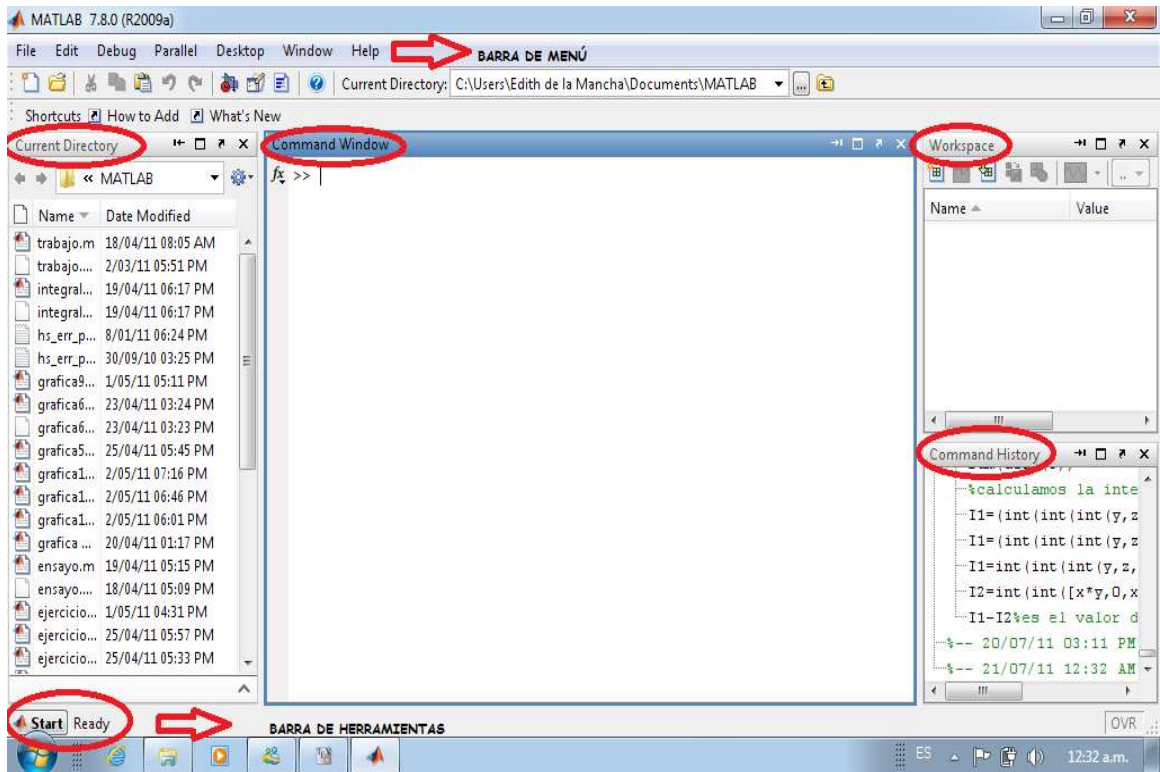 MATLAB 7.8.0 (R2009a)
File Edit Debug Parallel Desktop Window Help
BARRA DE MENÚ
Current Directory: C:\Users\Edith de la Mancha\Documents\MATLAB
Shortcuts How to Add What's New
Current Directory
« MATLAB
Name Date Modified
trabajo.m 18/04/11 08:05 AM
trabajo.... 2/03/11 05:51 PM
integral... 19/04/11 06:17 PM
integral... 19/04/11 06:17 PM
hs_err_p... 8/01/11 06:24 PM
hs_err_p... 30/09/10 03:25 PM
grafica9... 1/05/11 05:11 PM
grafica6... 23/04/11 03:24 PM
grafica6... 23/04/11 03:23 PM
grafica5... 25/04/11 05:45 PM
grafica1... 2/05/11 07:16 PM
grafica1... 2/05/11 06:46 PM
grafica1... 2/05/11 06:01 PM
grafica ... 20/04/11 01:17 PM
ensayo.m 19/04/11 05:15 PM
ensayo.... 18/04/11 05:09 PM
ejercicio... 1/05/11 04:31 PM
ejercicio... 25/04/11 05:57 PM
ejercicio... 25/04/11 05:33 PM
Command Window
fx >>
Workspace
Name Value
Command History
%calculamos la inte
I1=(int(int(int(y,z
I1=(int(int(int(y,z
I1=int(int(int(y,z,
I2=int(int([x*y,0,x
I1-I2%es el valor d
%-- 20/07/11 03:11 PM
%-- 21/07/11 12:32 AM
Start Ready
BARRA DE HERRAMIENTAS
OVR
ES 12:32 a.m.